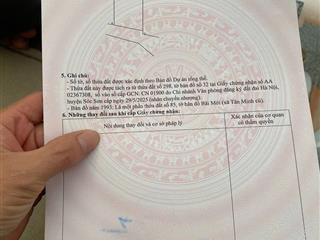 5. Ghi chú:
- Số tờ, số thửa đất được xác định theo Bản đồ Dự án tổng thể.
- Thửa đất này được tách ra từ thửa đất số 298, tờ bản đồ số 32 tại Giấy chứng nhận số AA
02367308, số vào sổ cấp GCN: CN 01900 do Chi nhánh Văn phòng đăng ký đất đai Hà Nội,
huyện Sóc Sơn cấp ngày 29/5/2025 (nhận chuyển nhượng).
- Bản đồ năm 1993: Là một phần thửa đất số 85, tờ bản đồ Bãi Mới (xã Tân Minh cũ).
6. Những thay đổi sau khi cấp Giấy chứng nhận:
Nội dung thay đổi và cơ sở pháp lý
Xác nhận của cơ quan
có thẩm quyền